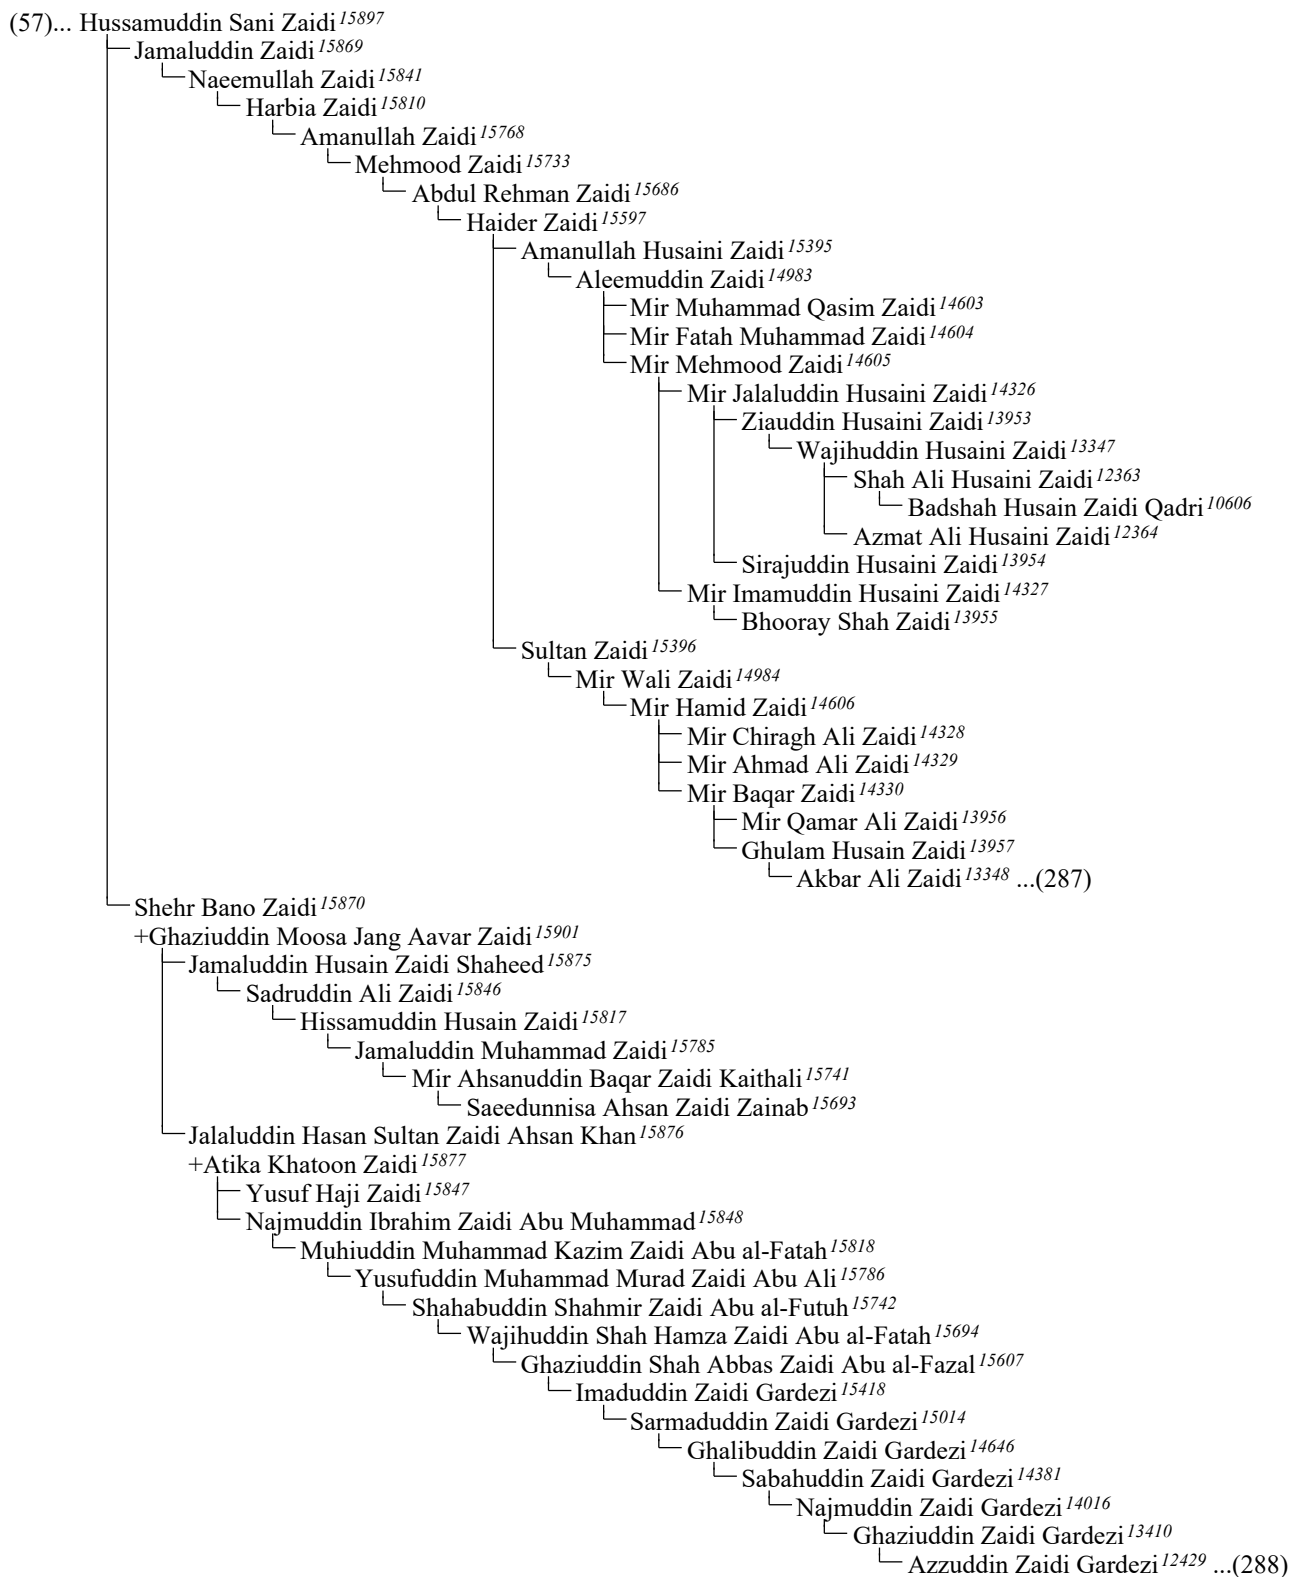 (57)... Hussamuddin Sani Zaidi 15897
Jamaluddin Zaidi 15869
Naeemullah Zaidi 15841
Harbia Zaidi 15810
Amanullah Zaidi 15768
Mehmood Zaidi 15733
Abdul Rehman Zaidi 15686
Haider Zaidi 15597
Amanullah Husaini Zaidi 15395
Aleemuddin Zaidi 14983
Mir Muhammad Qasim Zaidi 14603
Mir Fatah Muhammad Zaidi 14604
Mir Mehmood Zaidi 14605
Mir Jalaluddin Husaini Zaidi 14326
Ziauddin Husaini Zaidi 13953
Wajihuddin Husaini Zaidi 13347
Shah Ali Husaini Zaidi 12363
Badshah Husain Zaidi Qadri 10606
Azmat Ali Husaini Zaidi 12364
Sirajuddin Husaini Zaidi 13954
Mir Imamuddin Husaini Zaidi 14327
Bhooray Shah Zaidi 13955
Sultan Zaidi 15396
Mir Wali Zaidi 14984
Mir Hamid Zaidi 14606
Mir Chiragh Ali Zaidi 14328
Mir Ahmad Ali Zaidi 14329
Mir Baqar Zaidi 14330
Mir Qamar Ali Zaidi 13956
Ghulam Husain Zaidi 13957
Akbar Ali Zaidi 13348 ...(287)
Shehr Bano Zaidi 15870
+Ghaziuddin Moosa Jang Aavar Zaidi 15901
Jamaluddin Husain Zaidi Shaheed 15875
Sadruddin Ali Zaidi 15846
Hissamuddin Husain Zaidi 15817
Jamaluddin Muhammad Zaidi 15785
Mir Ahsanuddin Baqar Zaidi Kaithali 15741
Saeedunnisa Ahsan Zaidi Zainab 15693
Jalaluddin Hasan Sultan Zaidi Ahsan Khan 15876
+Atika Khatoon Zaidi 15877
Yusuf Haji Zaidi 15847
Najmuddin Ibrahim Zaidi Abu Muhammad 15848
Muhiuddin Muhammad Kazim Zaidi Abu al-Fatah 15818
Yusufuddin Muhammad Murad Zaidi Abu Ali 15786
Shahabuddin Shahmir Zaidi Abu al-Futuh 15742
Wajihuddin Shah Hamza Zaidi Abu al-Fatah 15694
Ghaziuddin Shah Abbas Zaidi Abu al-Fazal 15607
Imaduddin Zaidi Gardezi 15418
Sarmaduddin Zaidi Gardezi 15014
Ghalibuddin Zaidi Gardezi 14646
Sabahuddin Zaidi Gardezi 14381
Najmuddin Zaidi Gardezi 14016
Ghaziuddin Zaidi Gardezi 13410
Azzuddin Zaidi Gardezi 12429 ...(288)